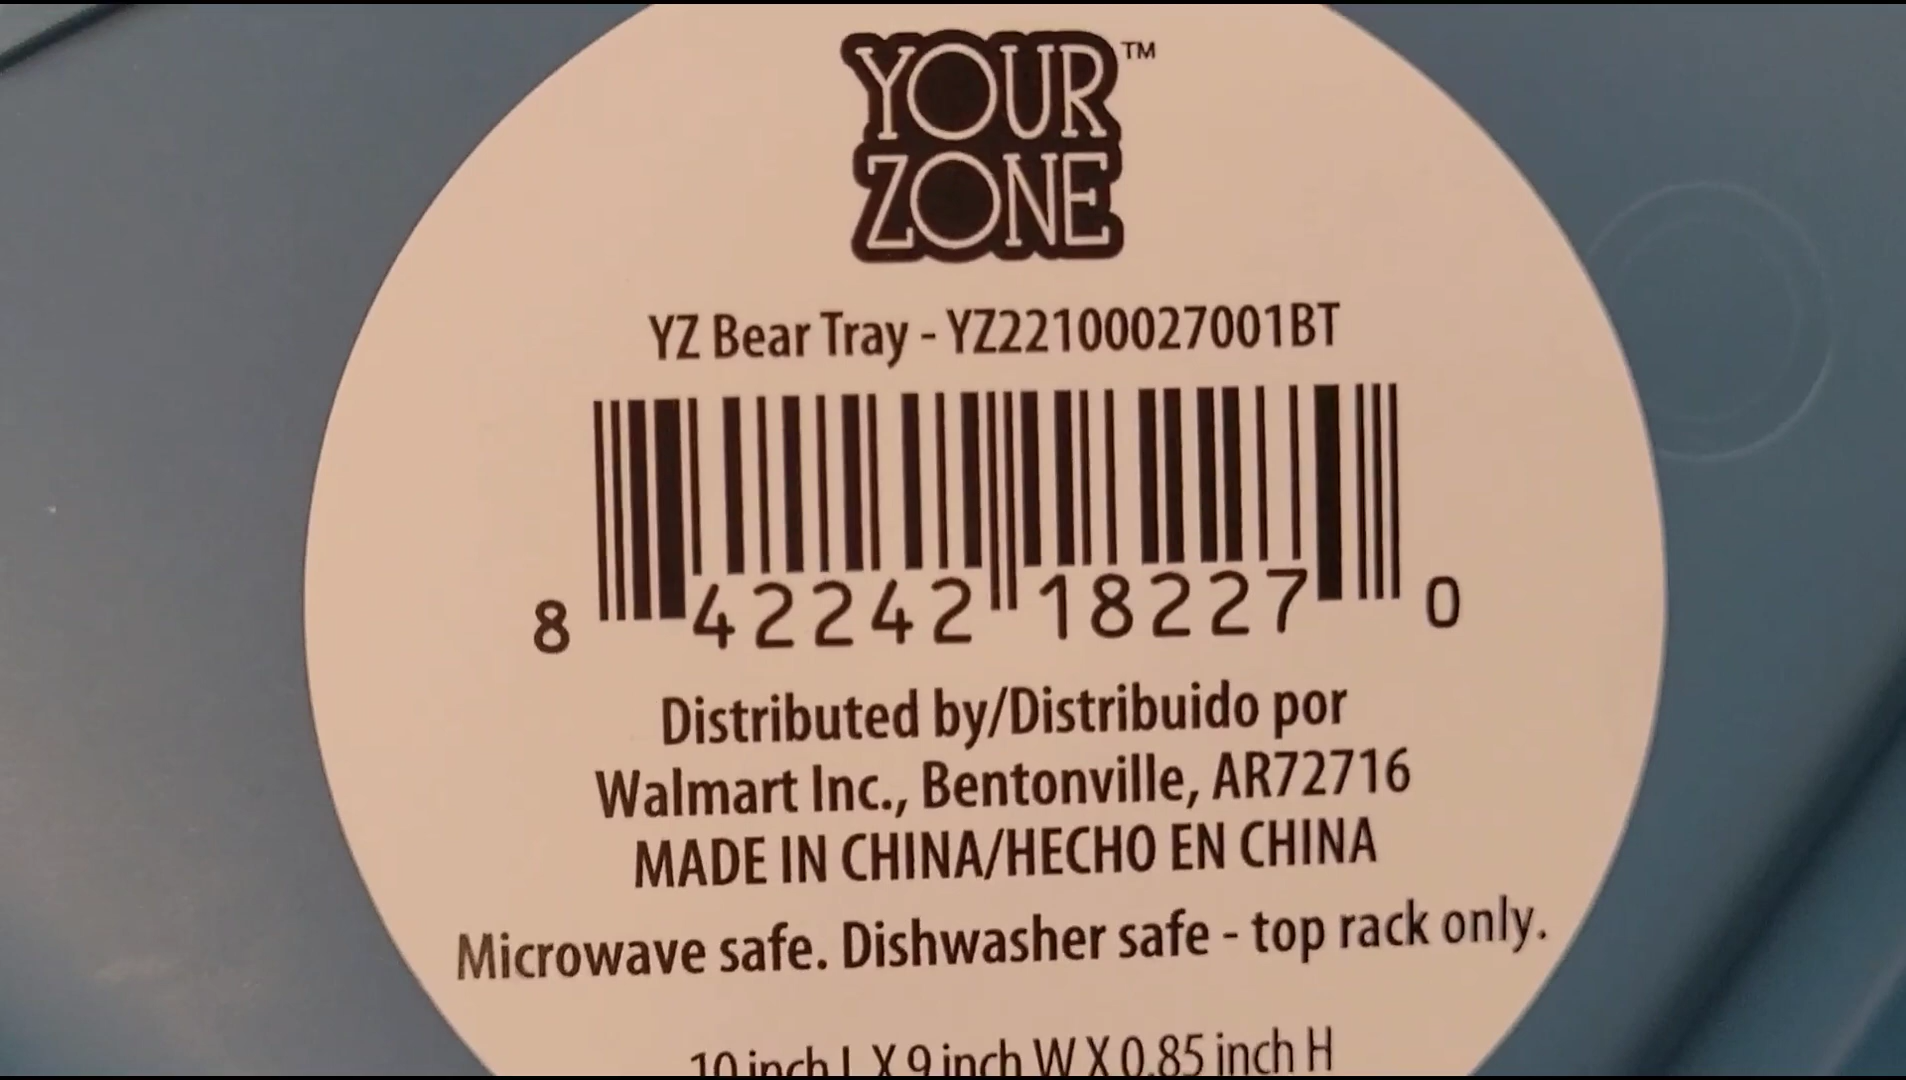 YOUR™
ZONE
YZ Bear Tray - YZ22100027001BT
8 42242 18227 0
Distributed by/Distribuido por
Walmart Inc., Bentonville, AR72716
MADE IN CHINA/HECHO EN CHINA
Microwave safe. Dishwasher safe - top rack only.
10 inch L X 9 inch W X 0.85 inch H